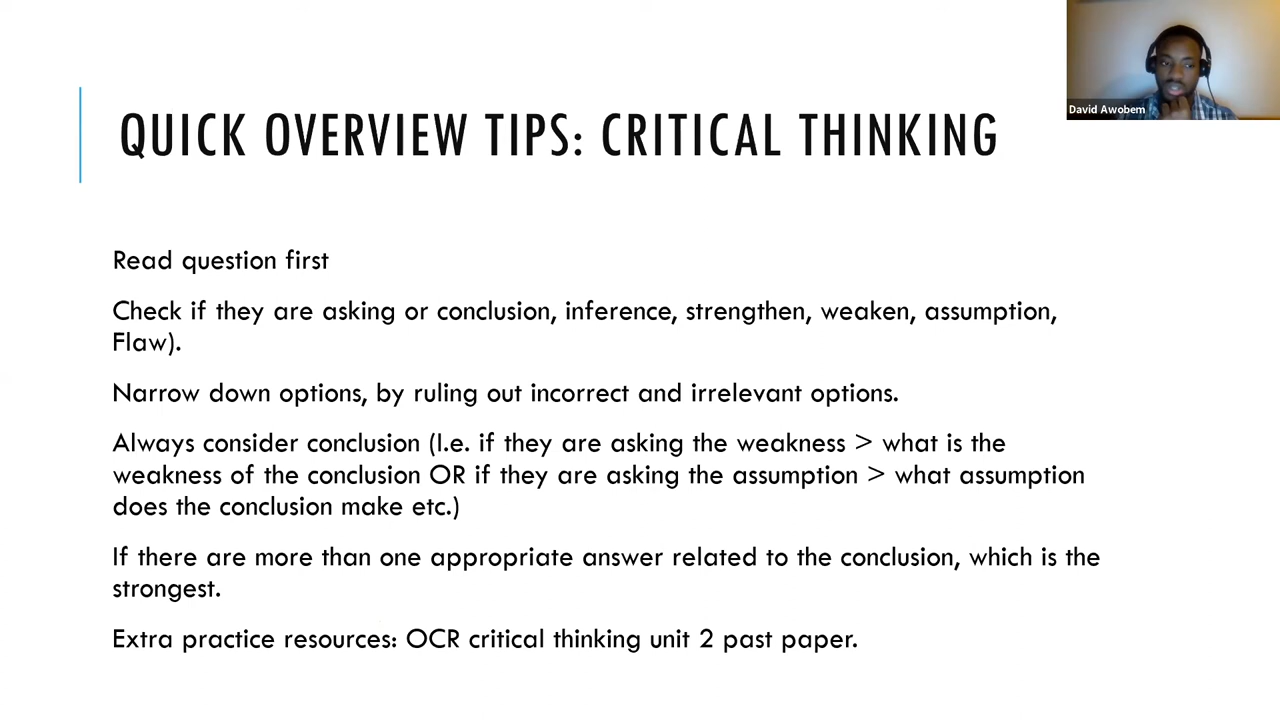 QUICK OVERVIEW TIPS: CRITICAL THINKING
David Awobem
Read question first
Check if they are asking or conclusion, inference, strengthen, weaken, assumption,
Flaw).
Narrow down options, by ruling out incorrect and irrelevant options.
Always consider conclusion (I.e. if they are asking the weakness > what is the
weakness of the conclusion OR if they are asking the assumption > what assumption
does the conclusion make etc.)
If there are more than one appropriate answer related to the conclusion, which is the
strongest.
Extra practice resources: OCR critical thinking unit 2 past paper.